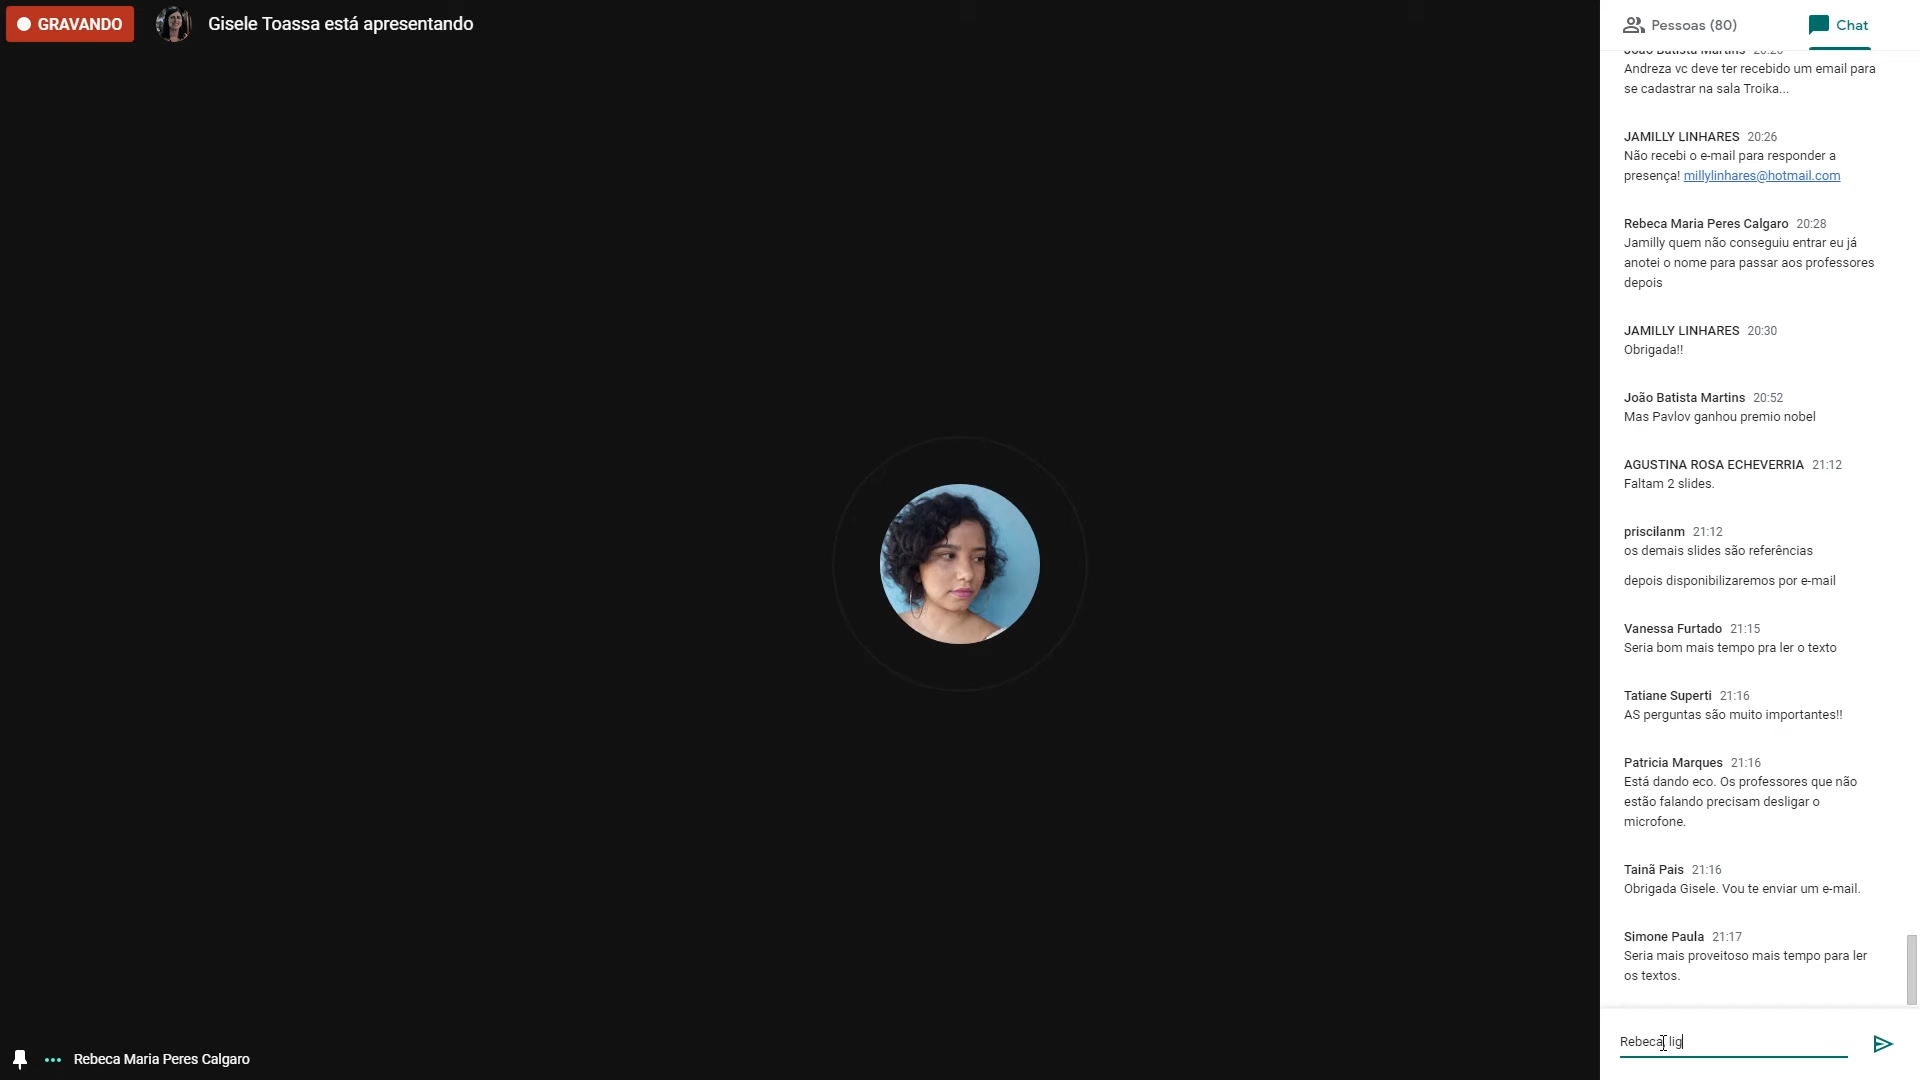 GRAVANDO
Gisele Toassa está apresentando
Pessoas (80)
Chat
João Batista Martins 20:26
Andreza vc deve ter recebido um email para
se cadastrar na sala Troika...
JAMILLY LINHARES 20:26
Não recebi o e-mail para responder a
presença! millylinhares@hotmail.com
Rebeca Maria Peres Calgaro 20:28
Jamilly quem não conseguiu entrar eu já
anotei o nome para passar aos professores
depois
JAMILLY LINHARES 20:30
Obrigada!!
João Batista Martins 20:52
Mas Pavlov ganhou premio nobel
AGUSTINA ROSA ECHEVERRIA 21:12
Faltam 2 slides.
priscilanm 21:12
os demais slides são referências
depois disponibilizaremos por e-mail
Vanessa Furtado 21:15
Seria bom mais tempo pra ler o texto
Tatiane Superti 21:16
AS perguntas são muito importantes!!
Patricia Marques 21:16
Está dando eco. Os professores que não
estão falando precisam desligar o
microfone.
Tainã Pais 21:16
Obrigada Gisele. Vou te enviar um e-mail.
Simone Paula 21:17
Seria mais proveitoso mais tempo para ler
os textos.
Rebeca, lig
Rebeca Maria Peres Calgaro